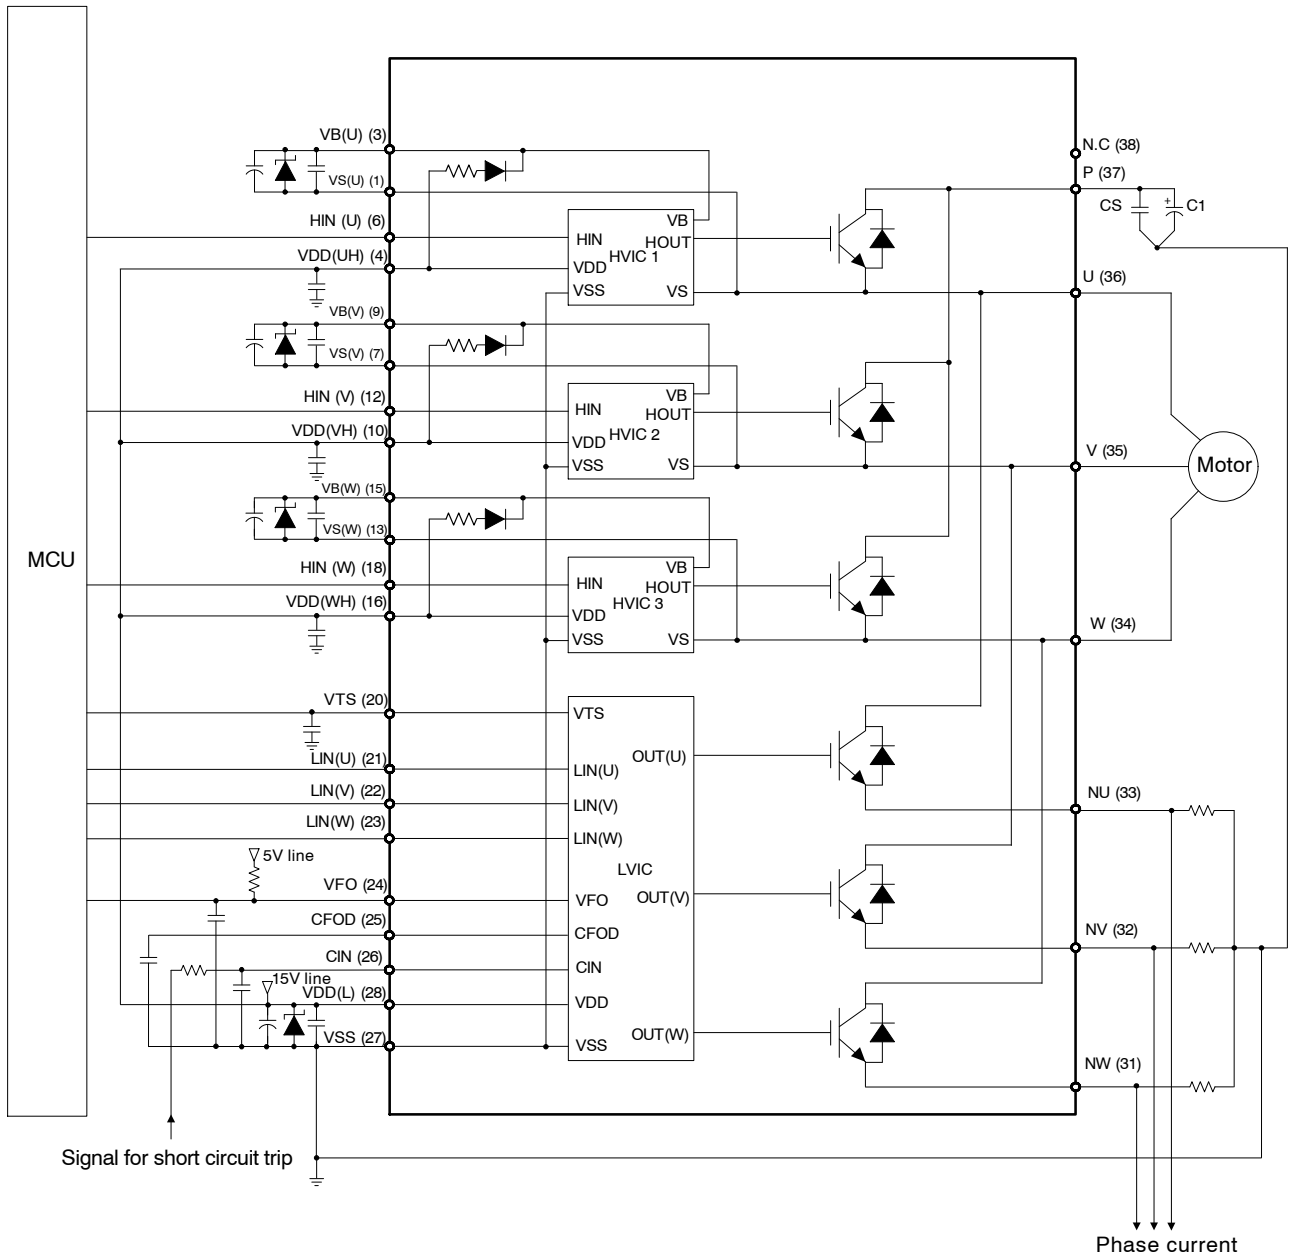 MCU
VB(U) (3)
VS(U) (1)
HIN (U) (6)
VDD(UH) (4)
VB(V) (9)
VS(V) (7)
HIN (V) (12)
VDD(VH) (10)
VB(W) (15)
VS(W) (13)
HIN (W) (18)
VDD(WH) (16)
VTS (20)
LIN(U) (21)
LIN(V) (22)
LIN(W) (23)
5V line
VFO (24)
CFOD (25)
CIN (26)
15V line
VDD(L) (28)
VSS (27)
Signal for short circuit trip
VB
HIN
HOUT
HVIC 1
VDD
VSS
VS
VB
HIN
HOUT
HVIC 2
VDD
VSS
VS
VB
HIN
HOUT
HVIC 3
VDD
VSS
VS
VTS
OUT(U)
LIN(U)
LIN(V)
LIN(W)
LVIC
VFO
OUT(V)
CFOD
CIN
VDD
OUT(W)
VSS
N.C (38)
P (37)
CS
+
C1
U (36)
V (35)
Motor
W (34)
NU (33)
NV (32)
NW (31)
Phase current